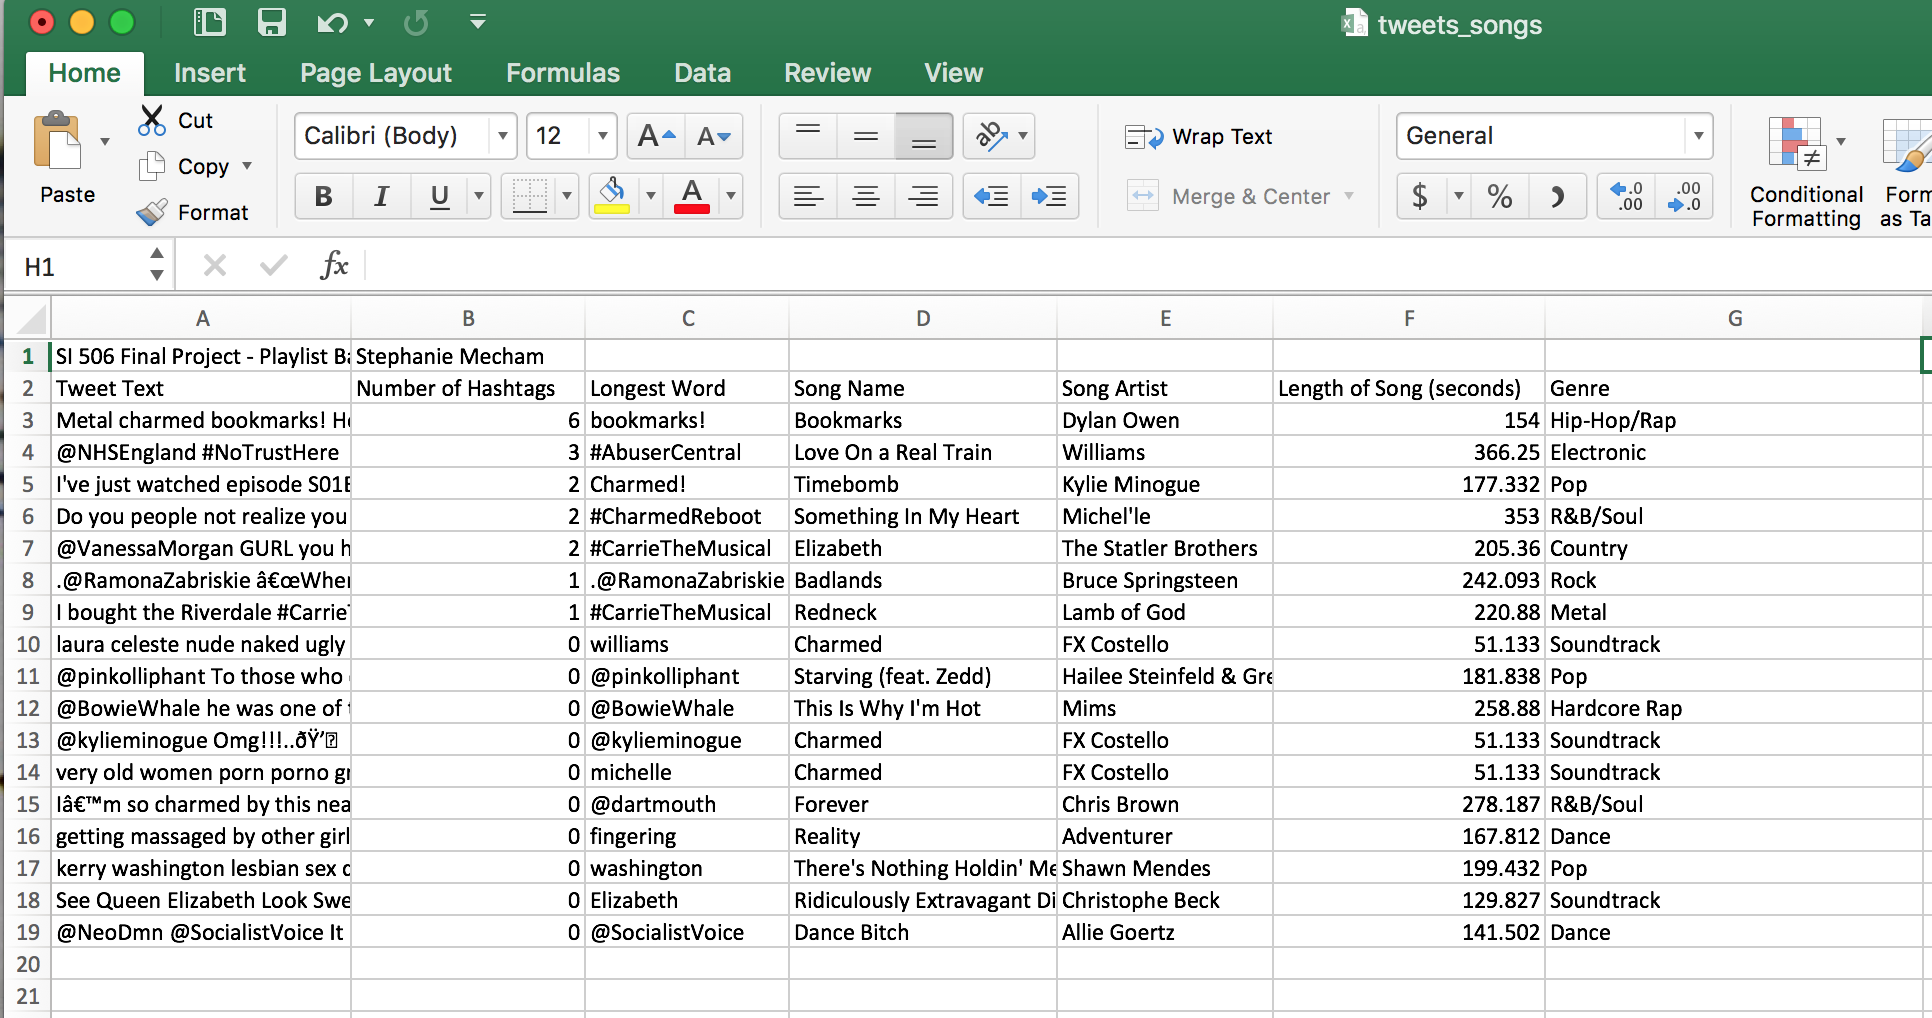 tweets_songs
Home Insert Page Layout Formulas Data Review View
Paste
Cut
Copy
Format
Calibri (Body) 12
B I U
Wrap Text
Merge & Center
General
$ %
Conditional Formatting
Form
as Ta
H1 fx
A B C D E F G
1 SI 506 Final Project - Playlist Ba Stephanie Mecham
2 Tweet Text Number of Hashtags Longest Word Song Name Song Artist Length of Song (seconds) Genre
3 Metal charmed bookmarks! He 6 bookmarks! Bookmarks Dylan Owen 154 Hip-Hop/Rap
4 @NHSEngland #NoTrustHere 3 #AbuserCentral Love On a Real Train Williams 366.25 Electronic
5 I've just watched episode S01E 2 Charmed! Timebomb Kylie Minogue 177.332 Pop
6 Do you people not realize you 2 #CharmedReboot Something In My Heart Michel'le 353 R&B/Soul
7 @VanessaMorgan GURL you h 2 #CarrieTheMusical Elizabeth The Statler Brothers 205.36 Country
8 .@RamonaZabriskie â€œWhen 1 .@RamonaZabriskie Badlands Bruce Springsteen 242.093 Rock
9 I bought the Riverdale #CarrieT 1 #CarrieTheMusical Redneck Lamb of God 220.88 Metal
10 laura celeste nude naked ugly 0 williams Charmed FX Costello 51.133 Soundtrack
11 @pinkolliphant To those who 0 @pinkolliphant Starving (feat. Zedd) Hailee Steinfeld & Gre 181.838 Pop
12 @BowieWhale he was one of 0 @BowieWhale This Is Why I'm Hot Mims 258.88 Hardcore Rap
13 @kylieminogue Omg!!!..ðŸ’ 0 @kylieminogue Charmed FX Costello 51.133 Soundtrack
14 very old women porn porno gr 0 michelle Charmed FX Costello 51.133 Soundtrack
15 Iâ€™m so charmed by this nea 0 @dartmouth Forever Chris Brown 278.187 R&B/Soul
16 getting massaged by other girl 0 fingering Reality Adventurer 167.812 Dance
17 kerry washington lesbian sex 0 washington There's Nothing Holdin' Me Shawn Mendes 199.432 Pop
18 See Queen Elizabeth Look Swe 0 Elizabeth Ridiculously Extravagant Di Christophe Beck 129.827 Soundtrack
19 @NeoDmn @SocialistVoice It 0 @SocialistVoice Dance Bitch Allie Goertz 141.502 Dance
20
21